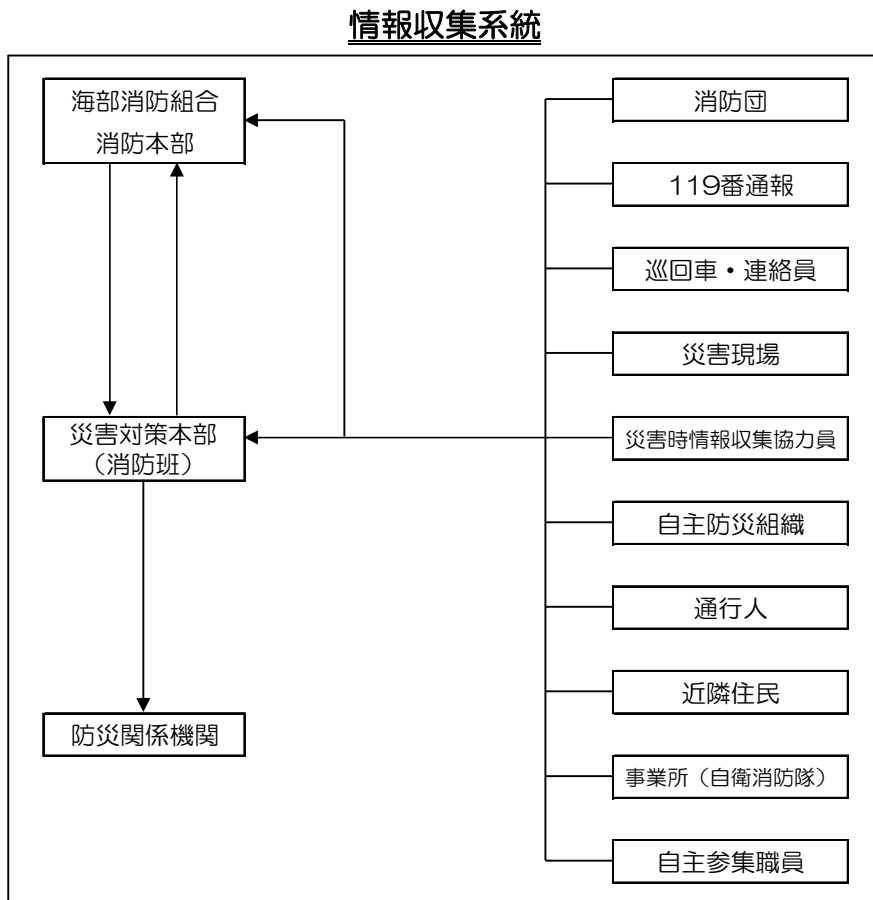 情報収集系統
海部消防組合
消防本部
災害対策本部
（消防班）
防災関係機関
消防団
119番通報
巡回車・連絡員
災害現場
災害時情報収集協力員
自主防災組織
通行人
近隣住民
事業所（自衛消防隊）
自主参集職員